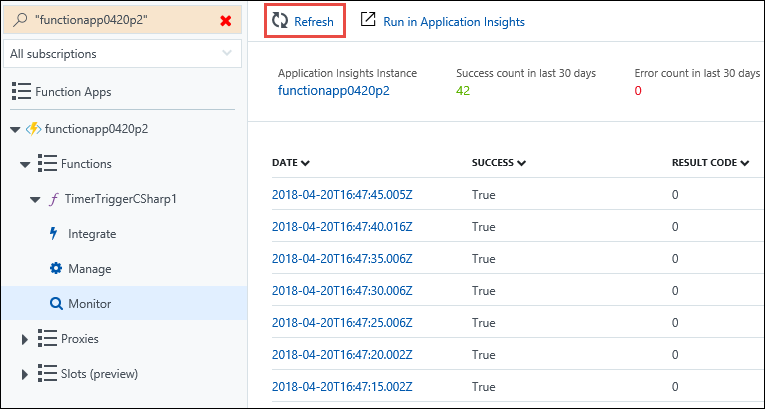 "functionapp0420p2"
All subscriptions
Function Apps
functionapp0420p2
Functions
TimerTriggerCSharp1
Integrate
Manage
Monitor
Proxies
Slots (preview)
Refresh
Run in Application Insights
Application Insights Instance
functionapp0420p2
Success count in last 30 days
42
Error count in last 30 days
0
DATE SUCCESS RESULT CODE
2018-04-20T16:47:45.005Z True 0
2018-04-20T16:47:40.016Z True 0
2018-04-20T16:47:35.006Z True 0
2018-04-20T16:47:30.006Z True 0
2018-04-20T16:47:25.006Z True 0
2018-04-20T16:47:20.002Z True 0
2018-04-20T16:47:15.002Z True 0